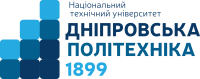 Національний
технічний університет
ДНІПРОВСЬКА
ПОЛІТЕХНІКА
1899